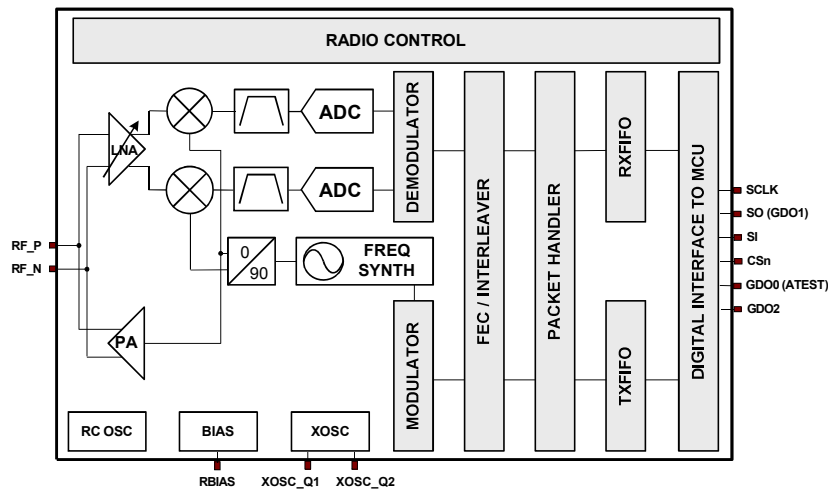 RADIO CONTROL
LNA
ADC
ADC
DEMODULATOR
FEC / INTERLEAVER
PACKET HANDLER
RXFIFO
DIGITAL INTERFACE TO MCU
SCLK
SO (GDO1)
SI
CSn
GDO0 (ATEST)
GDO2
RF_P
RF_N
0
90
FREQ
SYNTH
PA
MODULATOR
TXFIFO
RC OSC
BIAS
XOSC
RBIAS
XOSC_Q1
XOSC_Q2